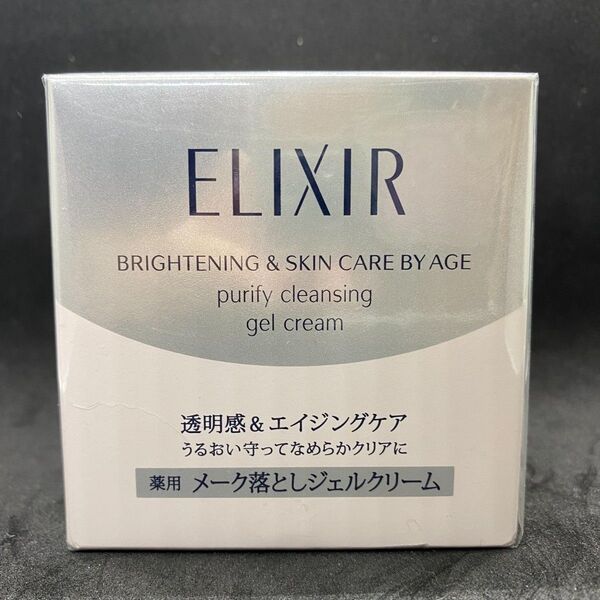 ELIXIR
BRIGHTENING & SKIN CARE BY AGE
purify cleansing
gel cream
透明感&エイジングケア
うるおい守ってなめらかクリアに
薬用 メーク落としジェルクリーム